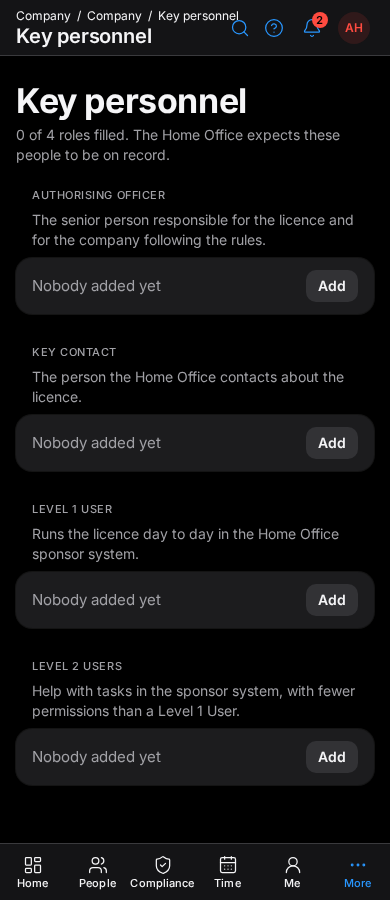 Company / Company / Key personnel
Key personnel
2
AH
Key personnel
0 of 4 roles filled. The Home Office expects these
people to be on record.
AUTHORISING OFFICER
The senior person responsible for the licence and
for the company following the rules.
Nobody added yet
Add
KEY CONTACT
The person the Home Office contacts about the
licence.
Nobody added yet
Add
LEVEL 1 USER
Runs the licence day to day in the Home Office
sponsor system.
Nobody added yet
Add
LEVEL 2 USERS
Help with tasks in the sponsor system, with fewer
permissions than a Level 1 User.
Nobody added yet
Add
Home
People
Compliance
Time
Me
More